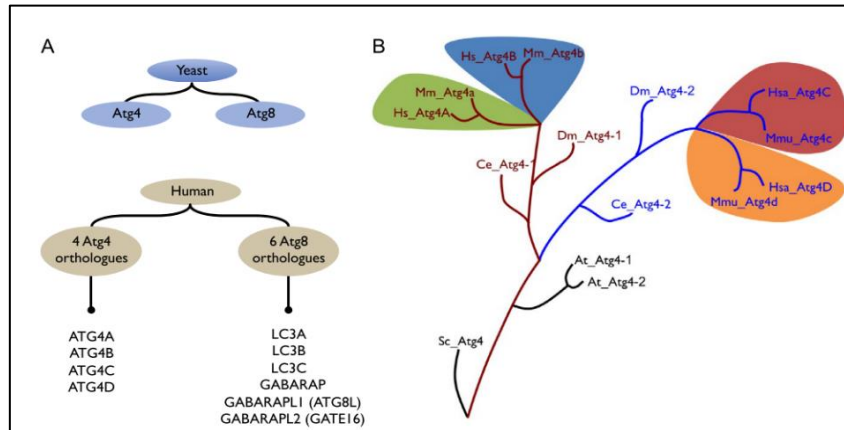 A
Yeast
Atg4
Atg8
Human
4 Atg4
orthologues
6 Atg8
orthologues
ATG4A
ATG4B
ATG4C
ATG4D
LC3A
LC3B
LC3C
GABARAP
GABARAPL1 (ATG8L)
GABARAPL2 (GATE16)
B
Hs_Atg4B
Mm_Atg4b
Mm_Atg4a
Hs_Atg4A
Dm_Atg4-1
Ce_Atg4-1
Dm_Atg4-2
Hsa_Atg4C
Mmu_Atg4c
Hsa_Atg4D
Mmu_Atg4d
Ce_Atg4-2
At_Atg4-1
At_Atg4-2
Sc_Atg4